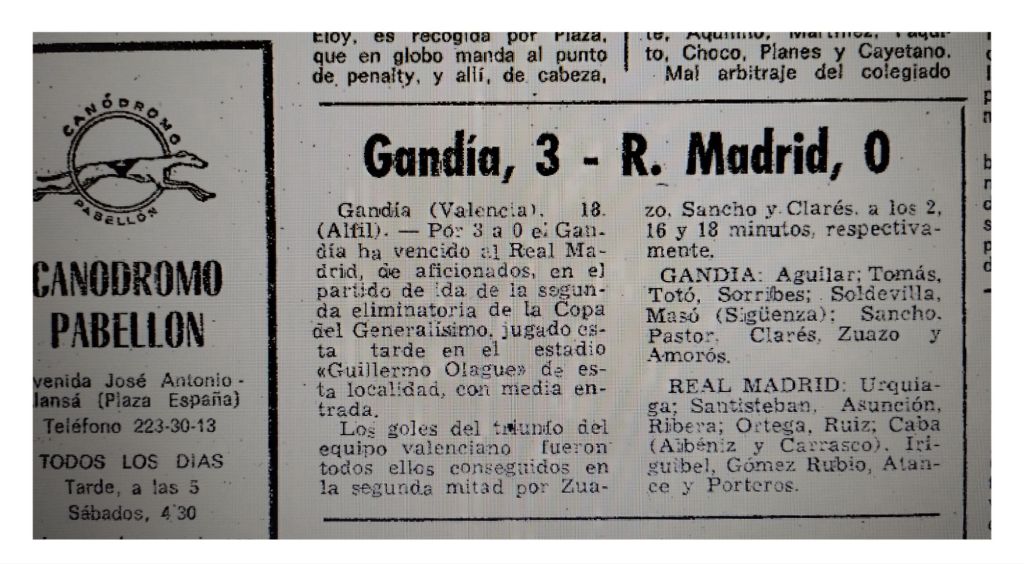 CANÓDROMO
PABELLÓN
CANODROMO
PABELLON
venida José Antonio -
lansá (Plaza España)
Teléfono 223-30-13
TODOS LOS DIAS
Tarde, a las 5
Sábados, 4'30
Eloy, es recogida por Plaza,
que en globo manda al punto
de penalty, y allí, de cabeza,
te, Aquilino, Martínez, Paqui-
to, Choco, Planes y Cayetano.
Mal arbitraje del colegiado
Gandía, 3 - R. Madrid, 0
Gandía (Valencia), 18.
(Alfil). — Por 3 a 0 el Gan-
día ha vencido al Real Ma-
drid, de aficionados, en el
partido de ida de la segun-
da eliminatoria de la Copa
del Generalísimo, jugado es-
ta tarde en el estadio
«Guillermo Olague» de es-
ta localidad, con media en-
trada.
Los goles del triunfo del
equipo valenciano fueron
todos ellos conseguidos en
la segunda mitad por Zua-
zo, Sancho y Clarés, a los 2,
16 y 18 minutos, respectiva-
mente.
GANDIA: Aguilar; Tomás,
Totó, Sorribes; Soldevilla,
Masó (Sigüenza); Sancho,
Pastor, Clarés, Zuazo y
Amorós.
REAL MADRID: Urquia-
ga; Santisteban, Asunción,
Ribera; Ortega, Ruiz; Caba
(Albéniz y Carrasco), Iri-
guibel, Gómez Rubio, Atan-
ce y Porteros.